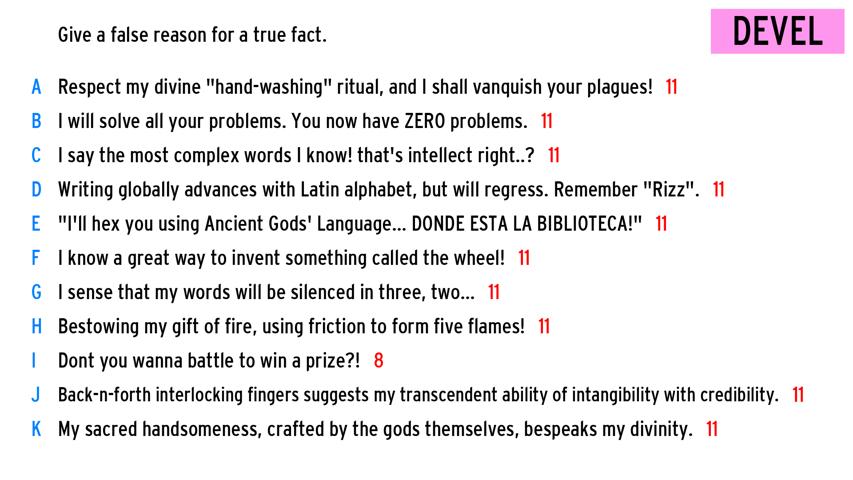 Give a false reason for a true fact.
DEVEL
A Respect my divine "hand-washing" ritual, and I shall vanquish your plagues! 11
B I will solve all your problems. You now have ZERO problems. 11
C I say the most complex words I know! that's intellect right..? 11
D Writing globally advances with Latin alphabet, but will regress. Remember "Rizz". 11
E "I'll hex you using Ancient Gods' Language... DONDE ESTA LA BIBLIOTECA!" 11
F I know a great way to invent something called the wheel! 11
G I sense that my words will be silenced in three, two... 11
H Bestowing my gift of fire, using friction to form five flames! 11
I Dont you wanna battle to win a prize?! 8
J Back-n-forth interlocking fingers suggests my transcendent ability of intangibility with credibility. 11
K My sacred handsomeness, crafted by the gods themselves, bespeaks my divinity. 11